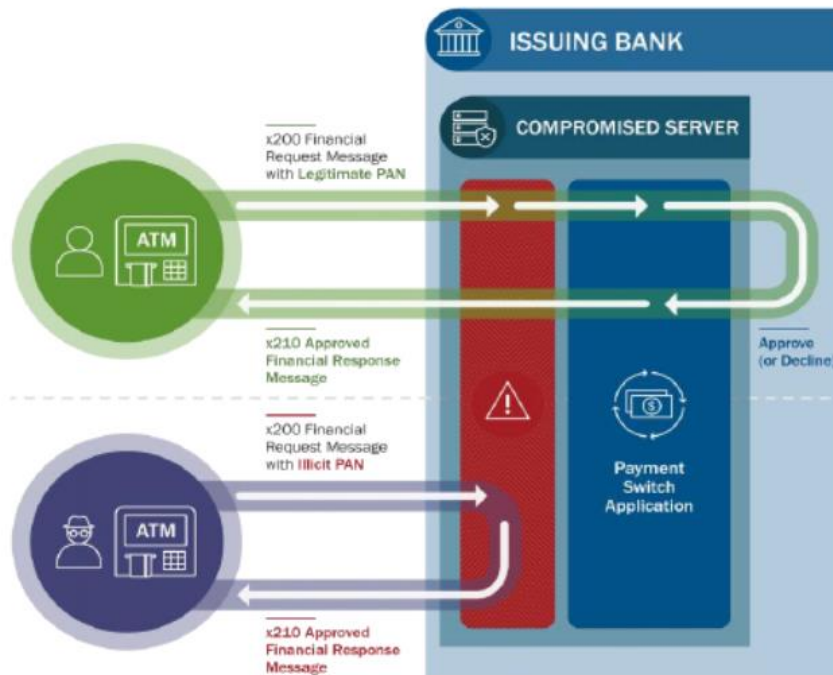 ISSUING BANK
COMPROMISED SERVER
x200 Financial
Request Message
with Legitimate PAN
ATM
x210 Approved
Financial Response
Message
Approve
(or Decline)
x200 Financial
Request Message
with Illicit PAN
Payment
Switch
Application
ATM
x210 Approved
Financial Response
Message